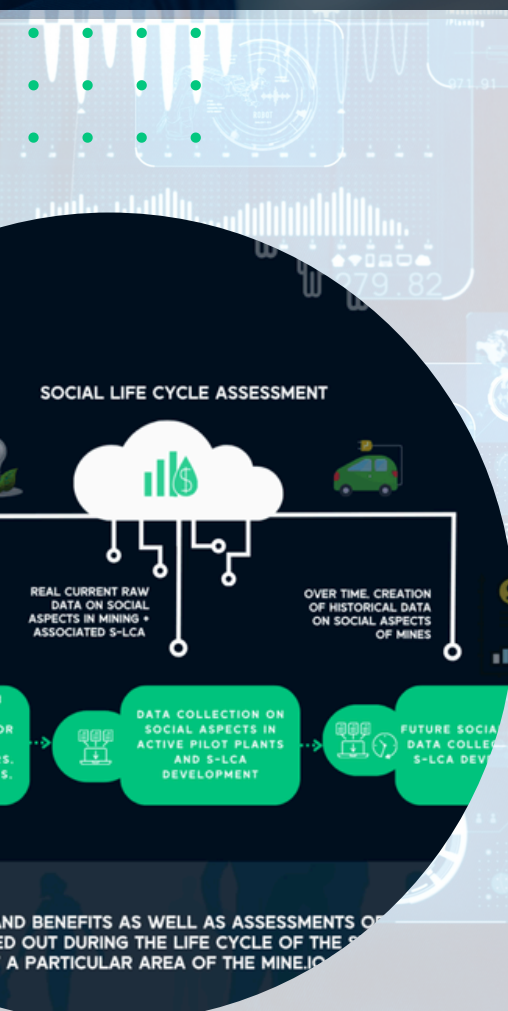 971.91
ROBOT
279.82
SOCIAL LIFE CYCLE ASSESSMENT
REAL CURRENT RAW
DATA ON SOCIAL
ASPECTS IN MINING +
ASSOCIATED S-LCA
OVER TIME, CREATION
OF HISTORICAL DATA
ON SOCIAL ASPECTS
OF MINES
DATA COLLECTION ON
SOCIAL ASPECTS IN
ACTIVE PILOT PLANTS
AND S-LCA
DEVELOPMENT
FUTURE SOCIA
DATA COLLEC
S-LCA DEV
AND BENEFITS AS WELL AS ASSESSMENTS OF
ED OUT DURING THE LIFE CYCLE OF THE
A PARTICULAR AREA OF THE MINE.IO